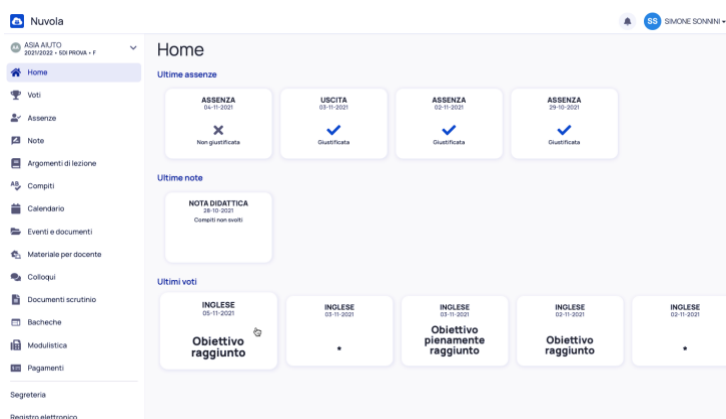 Nuvola
SS SIMONE SONNINI
AA ASIA AIUTO
2021/2022 • 5DI PROVA • F
Home
Voti
Assenze
Note
Argomenti di lezione
Compiti
Calendario
Eventi e documenti
Materiale per docente
Colloqui
Documenti scrutinio
Bacheche
Modulistica
Pagamenti
Segreteria
Registro elettronico
Home
Ultime assenze
ASSENZA
04-11-2021
Non giustificata
USCITA
03-11-2021
Giustificata
ASSENZA
02-11-2021
Giustificata
ASSENZA
29-10-2021
Giustificata
Ultime note
NOTA DIDATTICA
28-10-2021
Compiti non svolti
Ultimi voti
INGLESE
05-11-2021
Obiettivo
raggiunto
INGLESE
03-11-2021
•
INGLESE
03-11-2021
Obiettivo
pienamente
raggiunto
INGLESE
02-11-2021
Obiettivo
raggiunto
INGLESE
02-11-2021
•